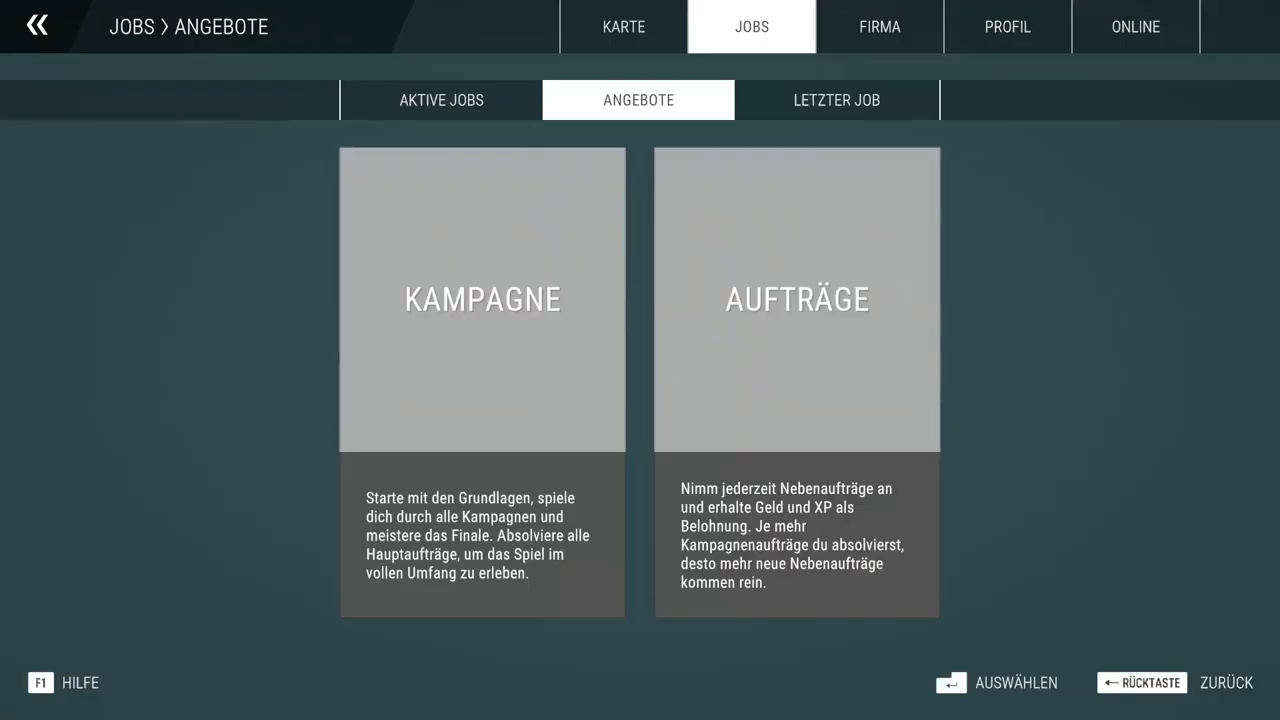 JOBS > ANGEBOTE
KARTE
JOBS
FIRMA
PROFIL
ONLINE
AKTIVE JOBS
ANGEBOTE
LETZTER JOB
KAMPAGNE
Starte mit den Grundlagen, spiele
dich durch alle Kampagnen und
meistere das Finale. Absolviere alle
Hauptaufträge, um das Spiel im
vollen Umfang zu erleben.
AUFTRÄGE
Nimm jederzeit Nebenaufträge an
und erhalte Geld und XP als
Belohnung. Je mehr
Kampagnenaufträge du absolvierst,
desto mehr neue Nebenaufträge
kommen rein.
F1 HILFE
AUSWÄHLEN
RÜCKTASTE ZURÜCK